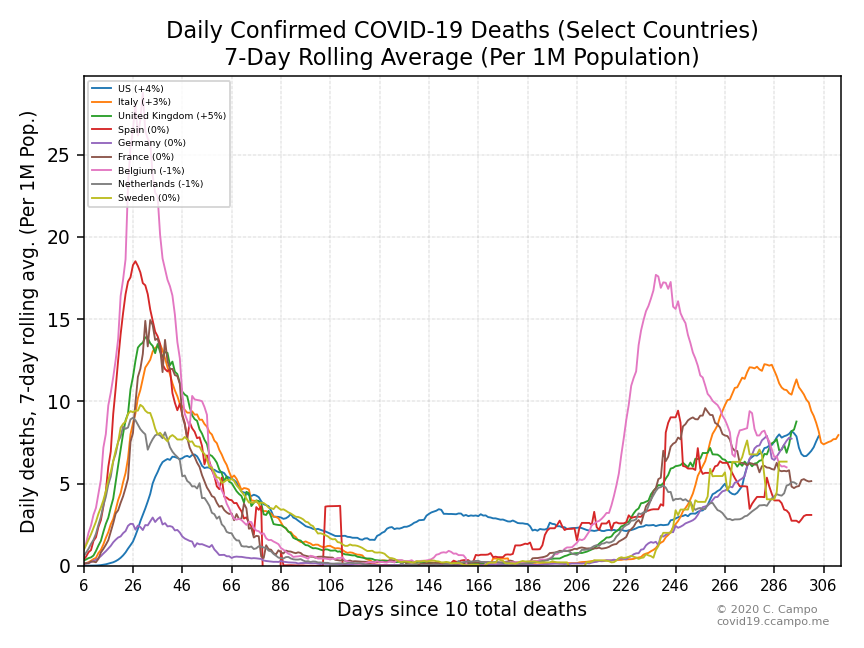 Daily Confirmed COVID-19 Deaths (Select Countries)
7-Day Rolling Average (Per 1M Population)
Daily deaths, 7-day rolling avg. (Per 1M Pop.)
US (+4%)
Italy (+3%)
United Kingdom (+5%)
Spain (0%)
Germany (0%)
France (0%)
Belgium (-1%)
Netherlands (-1%)
Sweden (0%)
25
20
15
10
5
0
6 26 46 66 86 106 126 146 166 186 206 226 246 266 286 306
Days since 10 total deaths
© 2020 C. Campo
covid19.ccampo.me